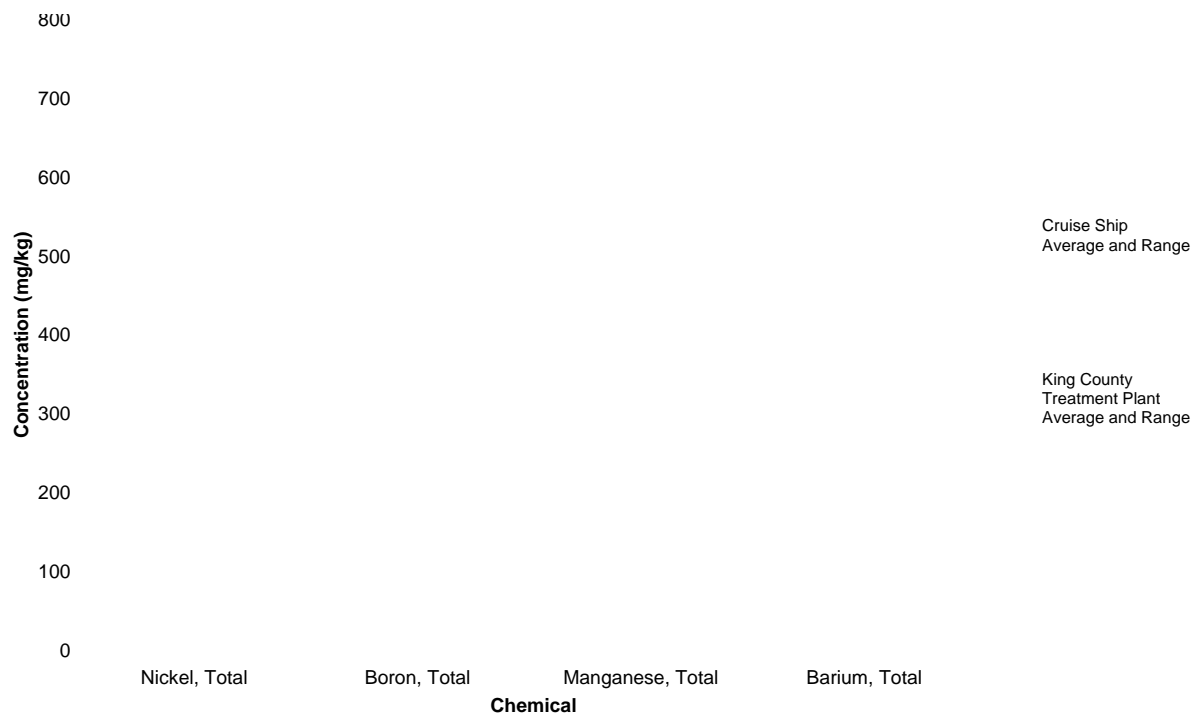 800
700
600
500
400
300
200
100
0
Concentration (mg/kg)
Nickel, Total
Boron, Total
Manganese, Total
Barium, Total
Chemical
Cruise Ship
Average and Range
King County
Treatment Plant
Average and Range